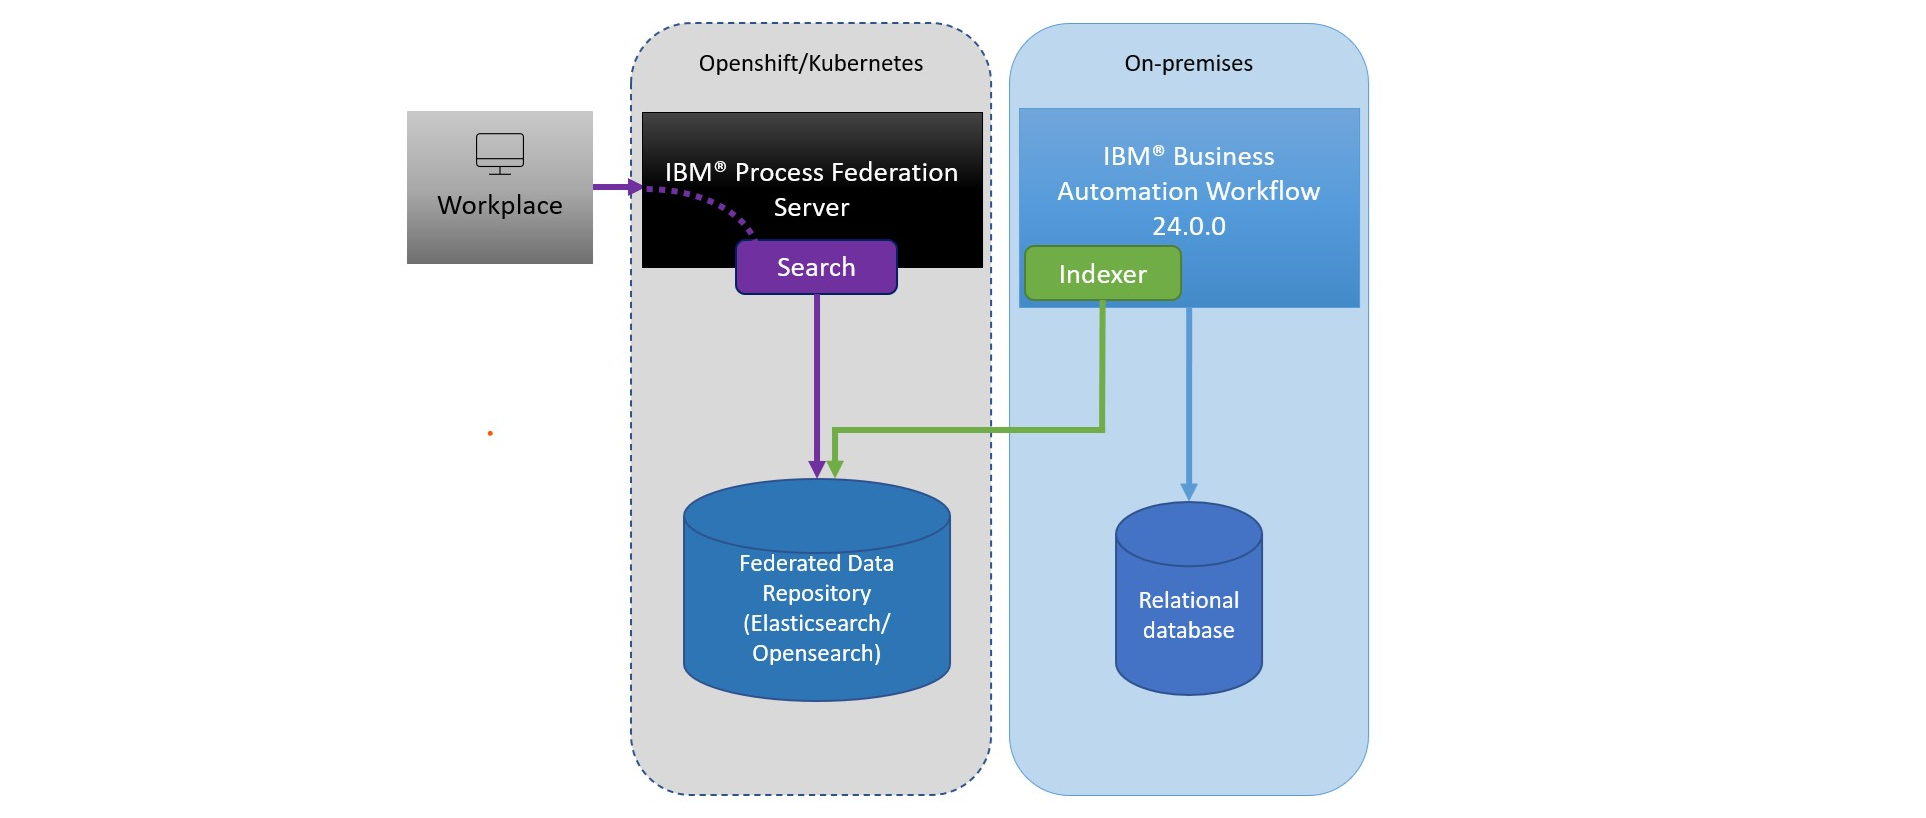 Openshift/Kubernetes
On-premises
Workplace
IBM® Process Federation
Server
Search
IBM® Business
Automation Workflow
24.0.0
Indexer
Federated Data
Repository
(Elasticsearch/
Opensearch)
Relational
database